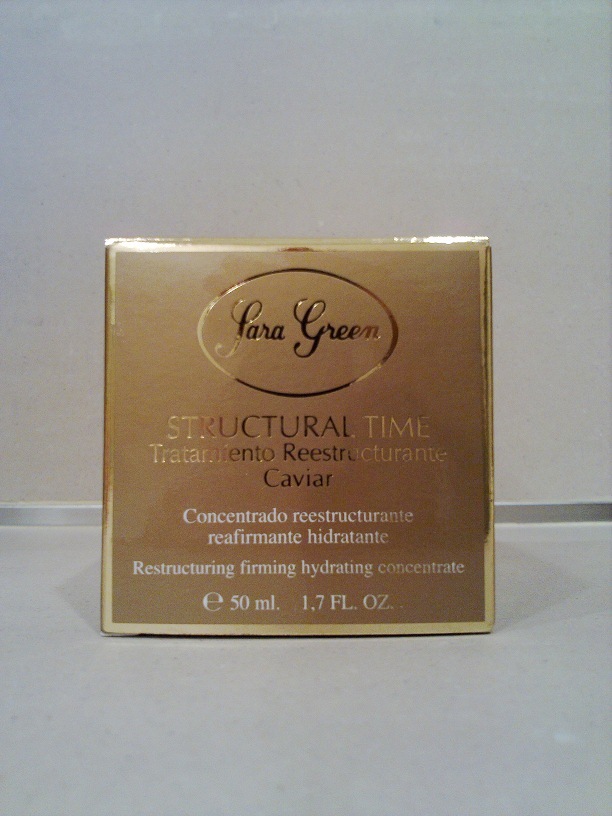 Sara Green
STRUCTURAL TIME
Tratamiento Reestructurante
Caviar
Concentrado reestructurante
reafirmante hidratante
Restructuring firming hydrating concentrate
℮ 50 ml. 1,7 FL. OZ.